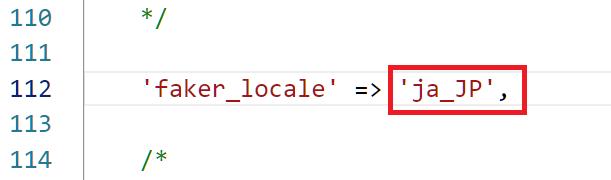 110 */
111
112 'faker_locale' => 'ja_JP',
113
114 /*